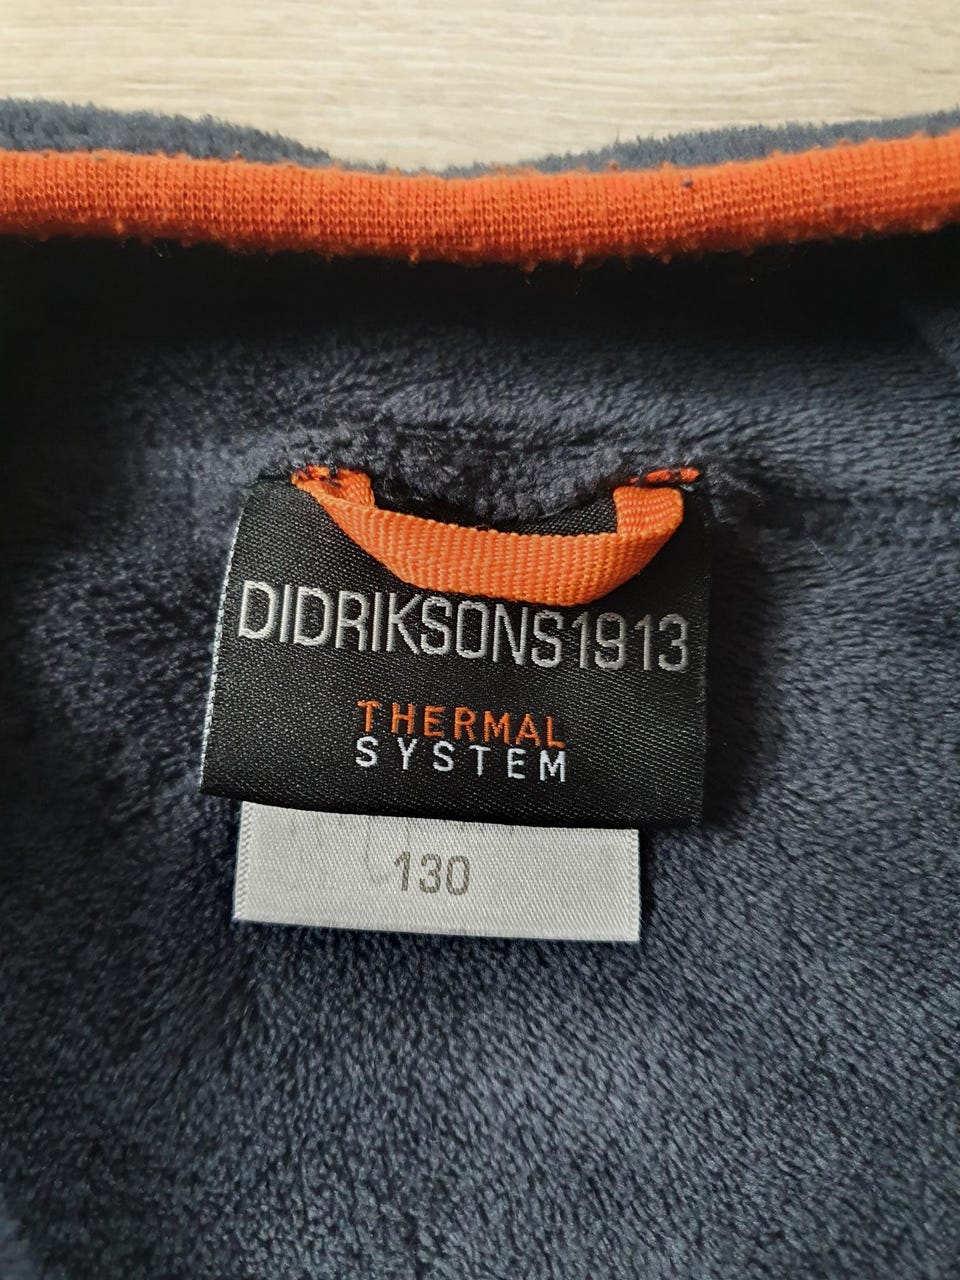 DIDRIKSONS1913
THERMAL
SYSTEM
130